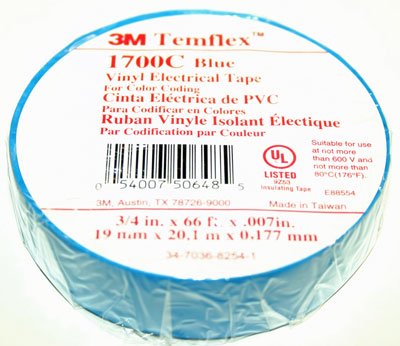 3M Temflex™
1700C Blue
Vinyl Electrical Tape
For Color Coding
Cinta Eléctrica de PVC
Para Codificar en Colores
Ruban Vinyle Isolant Électique
Par Codification par Couleur
UL
LISTED
9Z53
Insulating Tape
Suitable for use
at not more
than 600 V and
not more than
80°C(176°F).
E88554
0 54007 50648 5
3M, Austin, TX 78726-9000
Made in Taiwan
3/4 in. x 66 ft. x .007in.
19 mm x 20,1 m x 0.177 mm
34-7036-8254-1